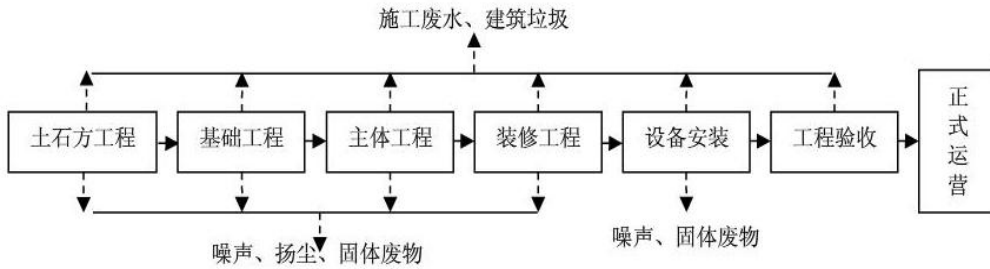 施工废水、建筑垃圾
土石方工程
基础工程
主体工程
装修工程
设备安装
工程验收
正式运营
噪声、扬尘、固体废物
噪声、固体废物